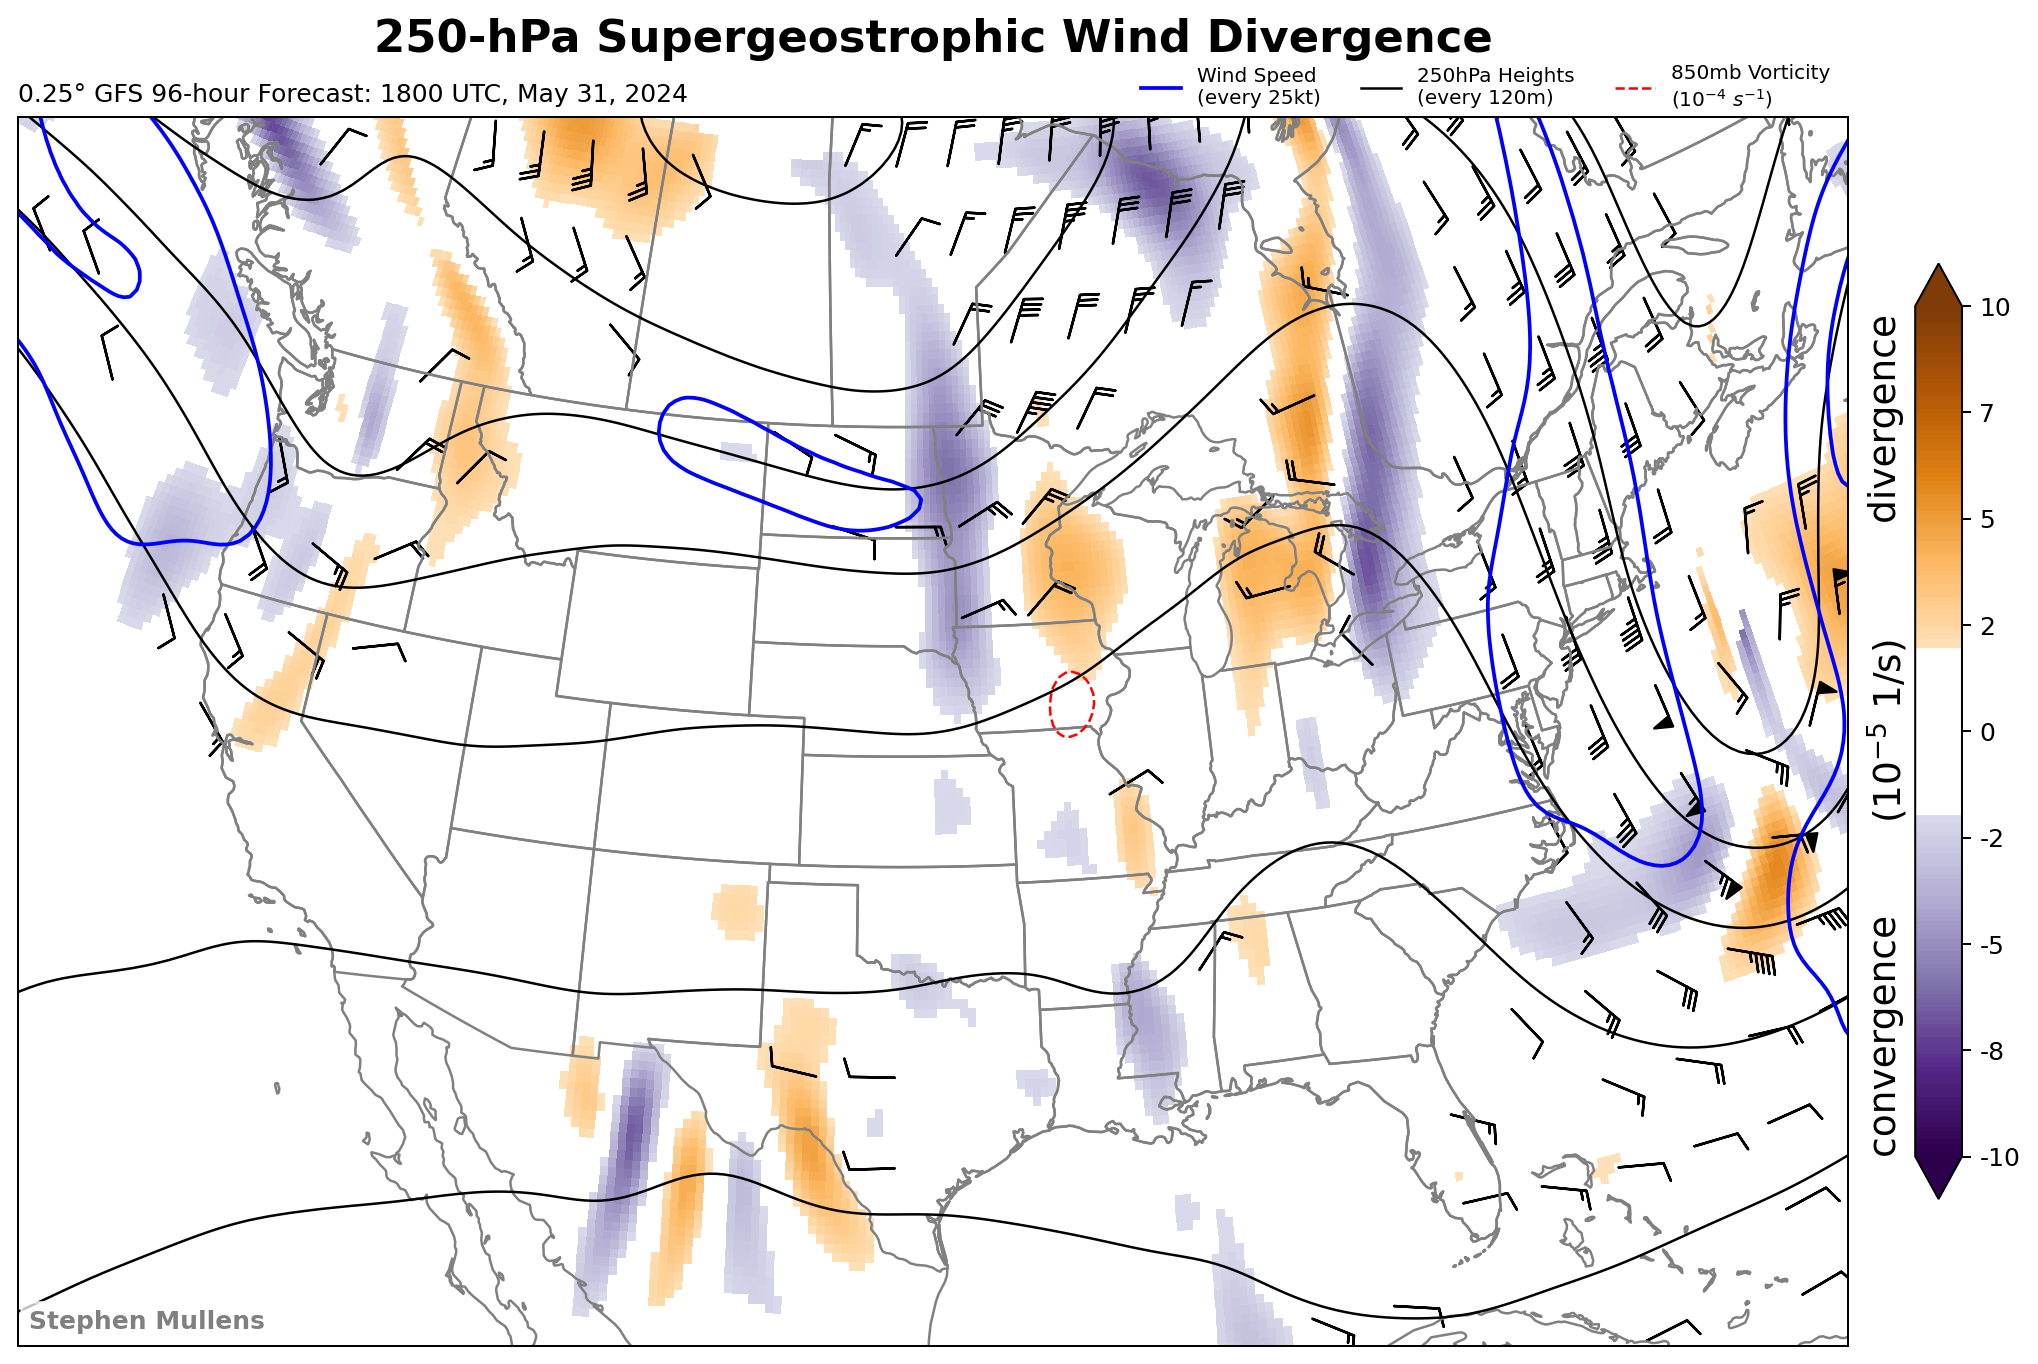 250-hPa Supergeostrophic Wind Divergence
0.25° GFS 96-hour Forecast: 1800 UTC, May 31, 2024
Wind Speed
(every 25kt)
250hPa Heights
(every 120m)
850mb Vorticity
(10⁻⁴ s⁻¹)
10
7
5
2
0
-2
-5
-8
-10
convergence (10⁻⁵ 1/s) divergence
Stephen Mullens